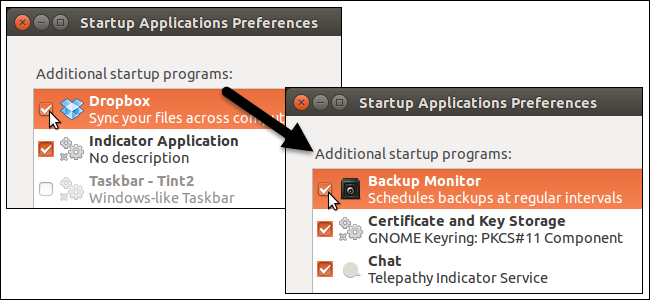 Startup Applications Preferences
Additional startup programs:
Dropbox
Sync your files across comput
Indicator Application
No description
Taskbar - Tint2
Windows-like Taskbar
Startup Applications Preferences
Additional startup programs:
Backup Monitor
Schedules backups at regular intervals
Certificate and Key Storage
GNOME Keyring: PKCS#11 Component
Chat
Telepathy Indicator Service